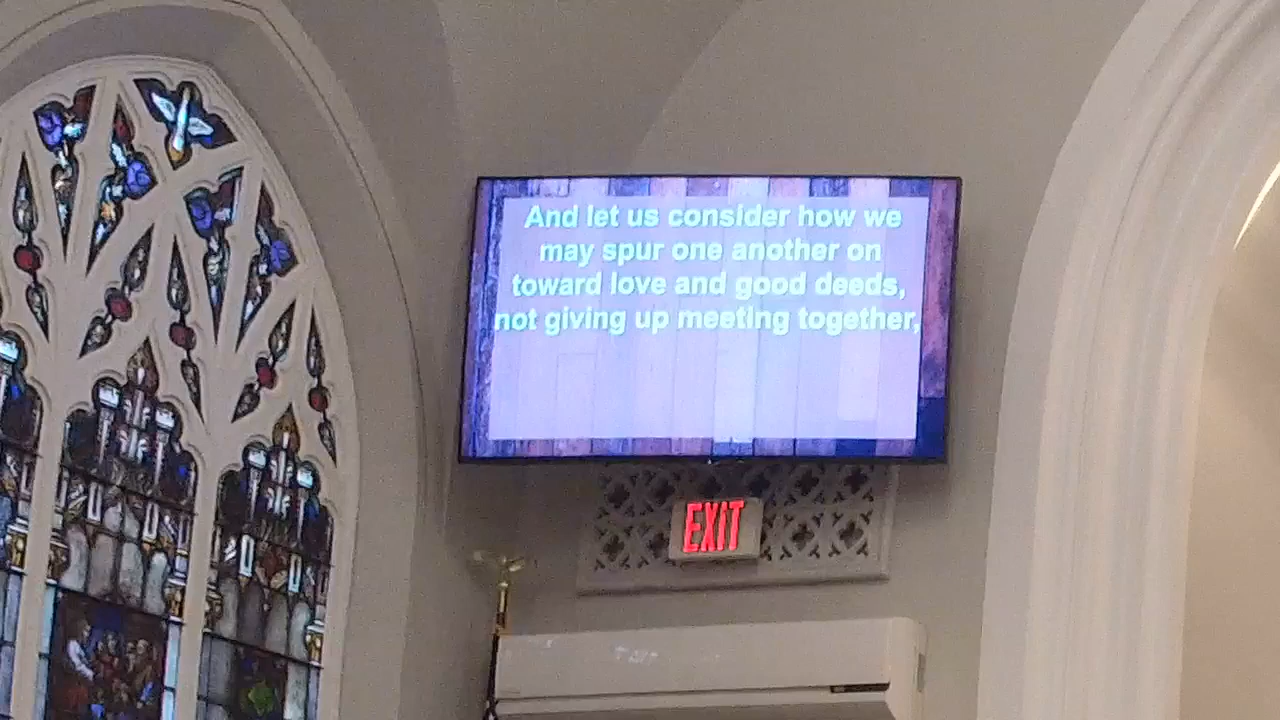 And let us consider how we
may spur one another on
toward love and good deeds,
not giving up meeting together,
EXIT